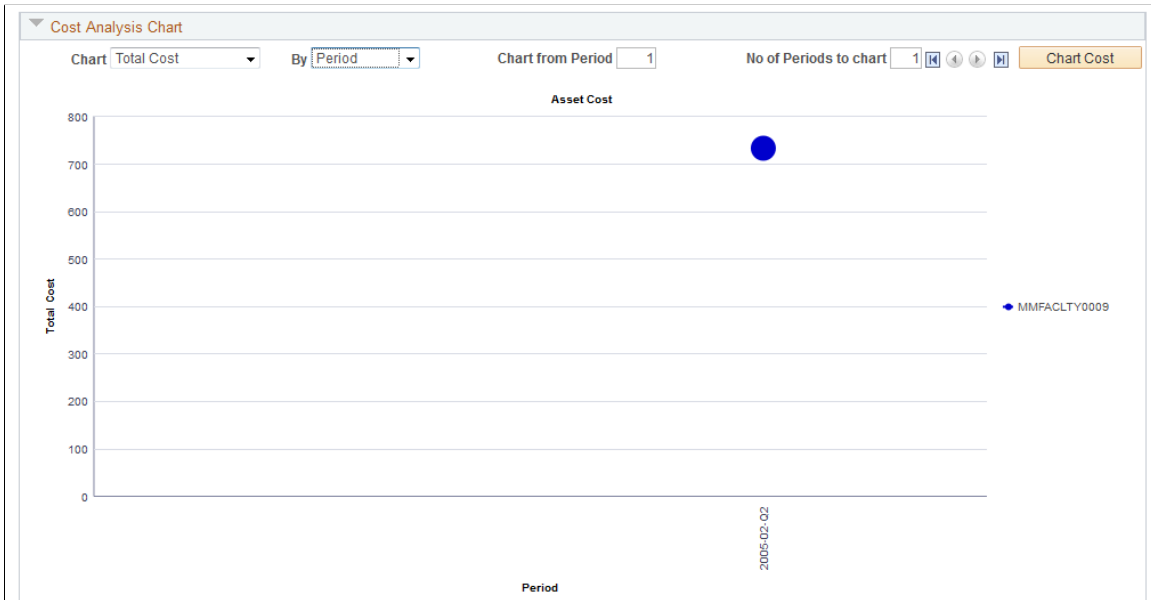 Cost Analysis Chart
Chart Total Cost By Period Chart from Period 1 No of Periods to chart 1 Chart Cost
Asset Cost
800
700
600
500
400
300
200
100
0
Total Cost
MMFACLTY0009
2005-02-02
Period